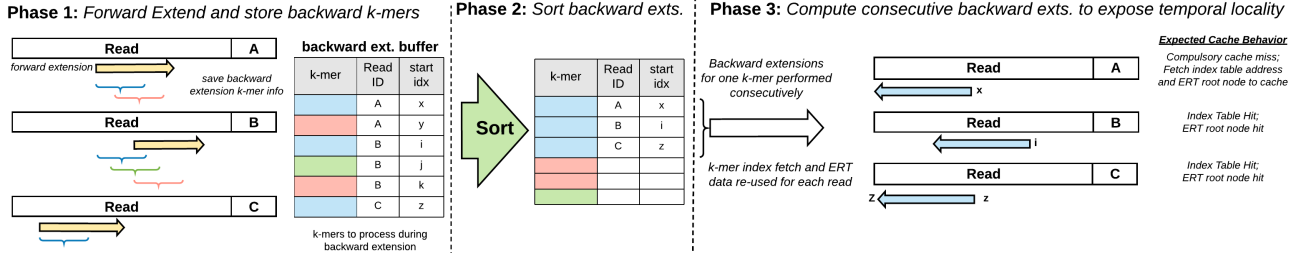 Phase 1: Forward Extend and store backward k-mers
Read A
forward extension
save backward
extension k-mer info
Read B
Read C
backward ext. buffer
k-mer Read ID start idx
A x
A y
B i
B j
B k
C z
k-mers to process during
backward extension
Phase 2: Sort backward exts.
Sort
k-mer Read ID start idx
A x
B i
C z
Phase 3: Compute consecutive backward exts. to expose temporal locality
Backward extensions
for one k-mer performed
consecutively
k-mer index fetch and ERT
data re-used for each read
Read A
x
Read B
i
Read C
Z z
Expected Cache Behavior
Compulsory cache miss;
Fetch index table address
and ERT root node to cache
Index Table Hit;
ERT root node hit
Index Table Hit;
ERT root node hit